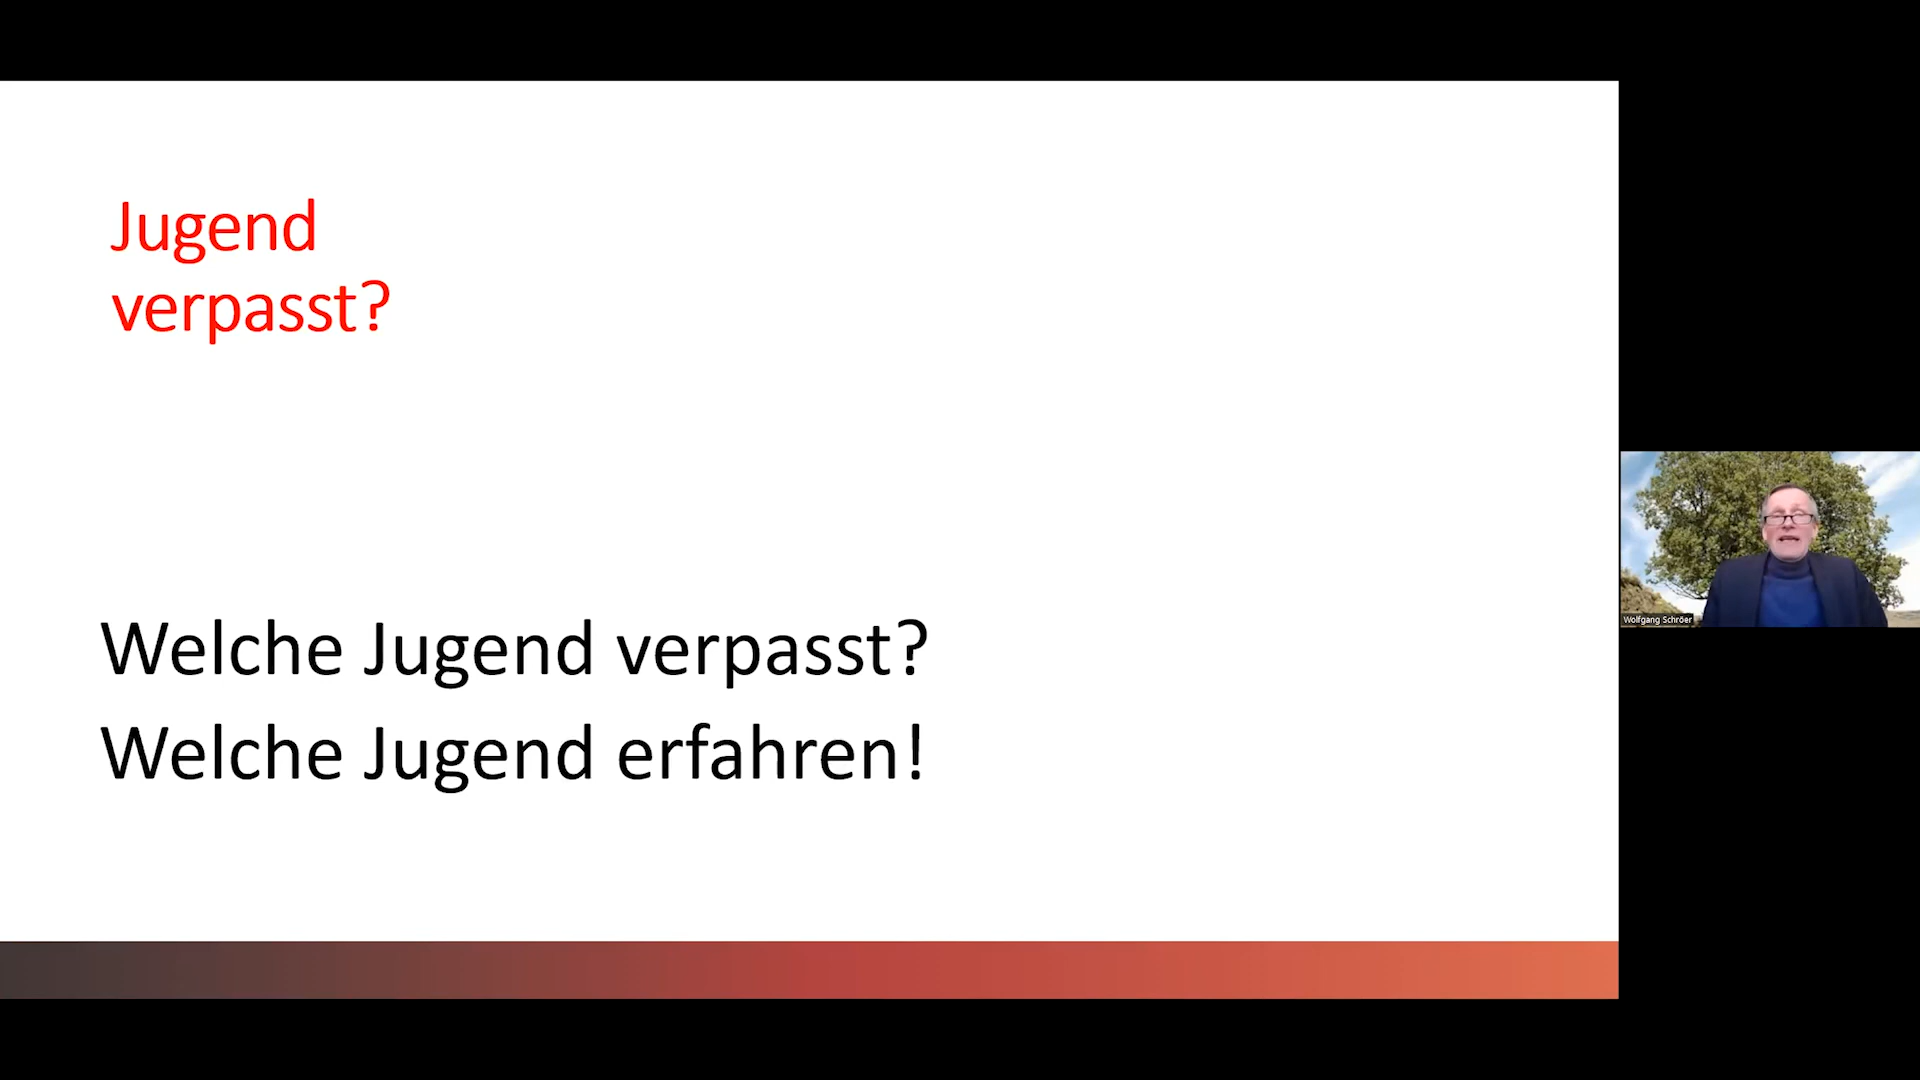 Jugend
verpasst?
Welche Jugend verpasst?
Welche Jugend erfahren!
Wolfgang Schröer